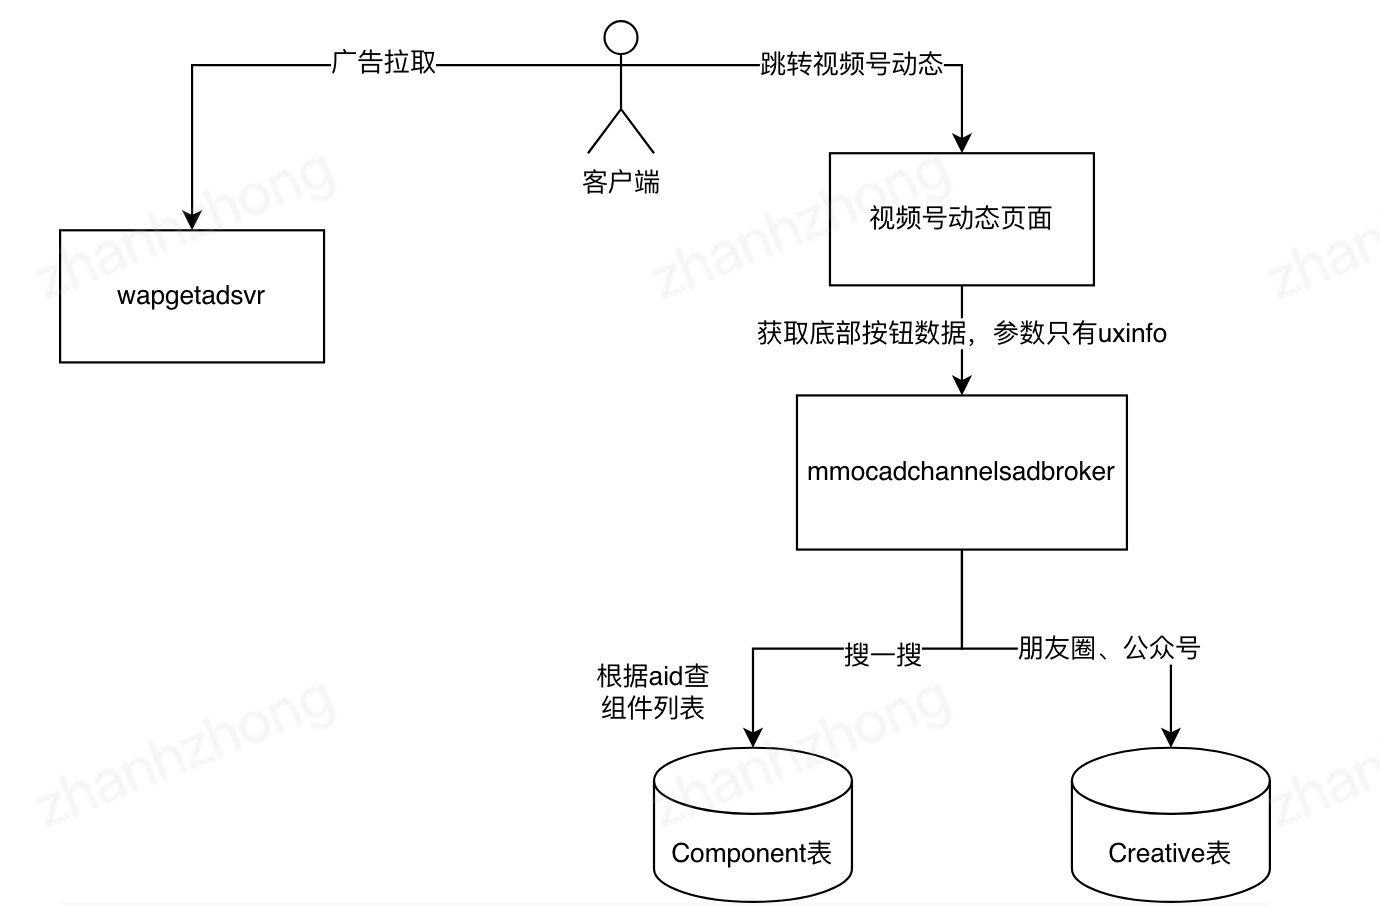 广告拉取
跳转视频号动态
客户端
视频号动态页面
wapgetadsvr
获取底部按钮数据，参数只有uxinfo
mmocadchannelsadbroker
搜一搜
朋友圈、公众号
根据aid查
组件列表
Component表
Creative表
zhanhzhong
zhanhzhong
zhan
zhanhzhong
zhanhzhong
zhan